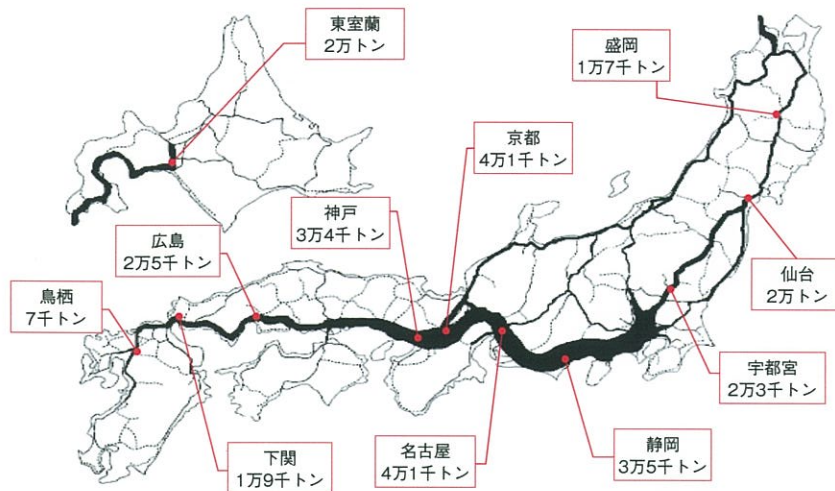 東室蘭
2万トン
盛岡
1万7千トン
京都
4万1千トン
神戸
3万4千トン
広島
2万5千トン
鳥栖
7千トン
仙台
2万トン
宇都宮
2万3千トン
下関
1万9千トン
名古屋
4万1千トン
静岡
3万5千トン